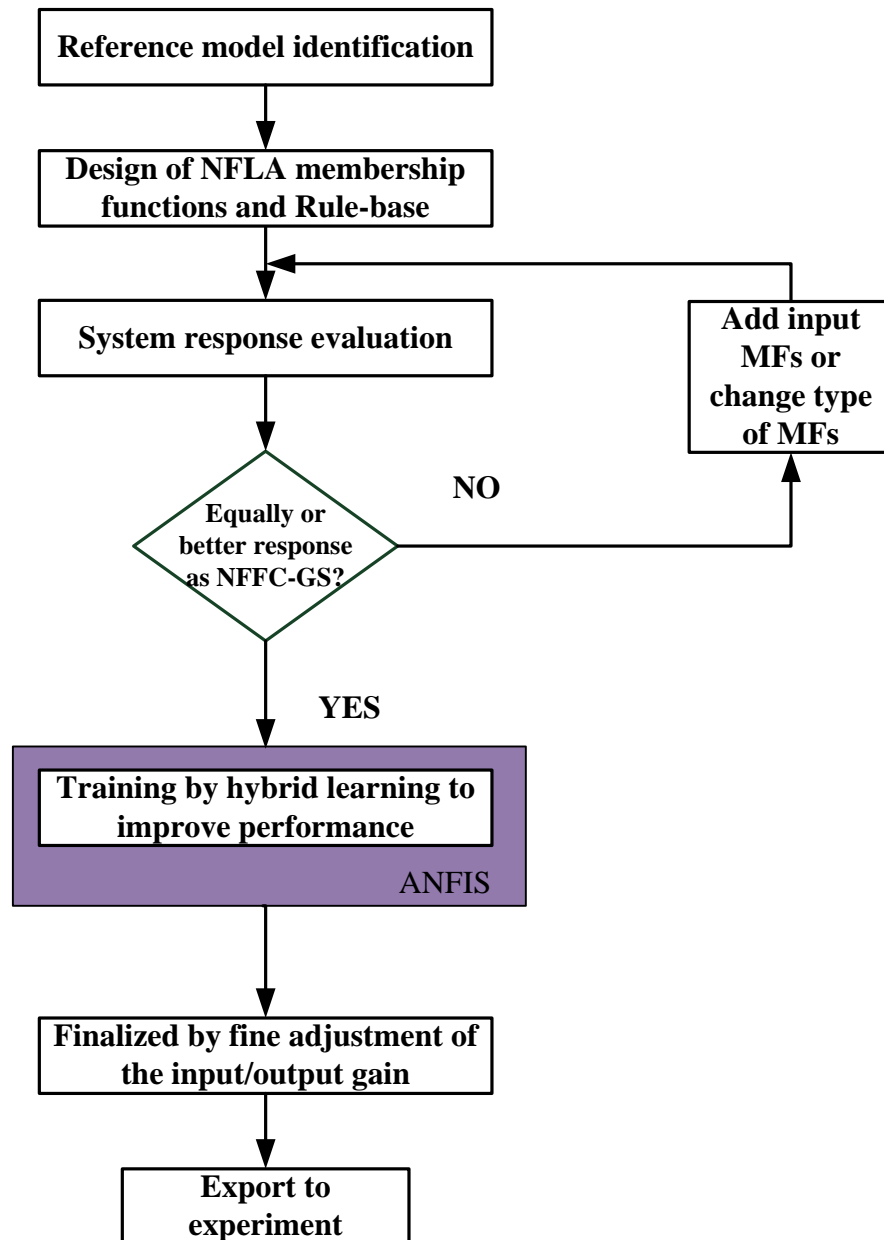 Reference model identification
Design of NFLA membership
functions and Rule-base
System response evaluation
Add input
MFs or
change type
of MFs
NO
Equally or
better response
as NFFC-GS?
YES
Training by hybrid learning to
improve performance
ANFIS
Finalized by fine adjustment of
the input/output gain
Export to
experiment